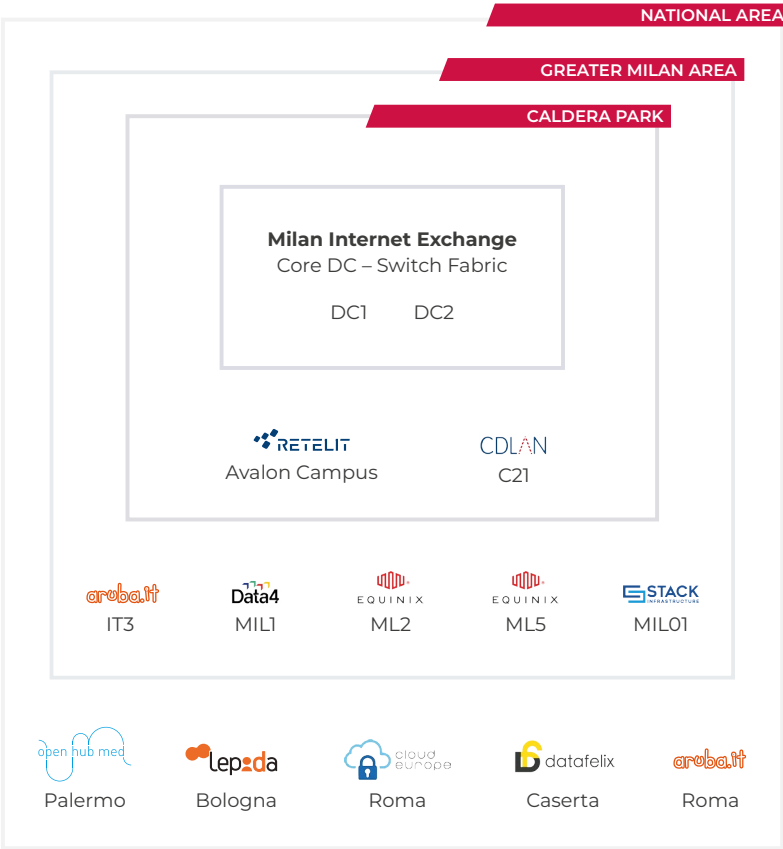 NATIONAL AREA
GREATER MILAN AREA
CALDERA PARK
Milan Internet Exchange
Core DC – Switch Fabric
DC1 DC2
RETELIT CDLAN
Avalon Campus C21
aruba.it Data4 EQUINIX EQUINIX STACK
INFRASTRUCTURE
IT3 MIL1 ML2 ML5 MIL01
open hub med lepida cloud europe datafelix aruba.it
Palermo Bologna Roma Caserta Roma